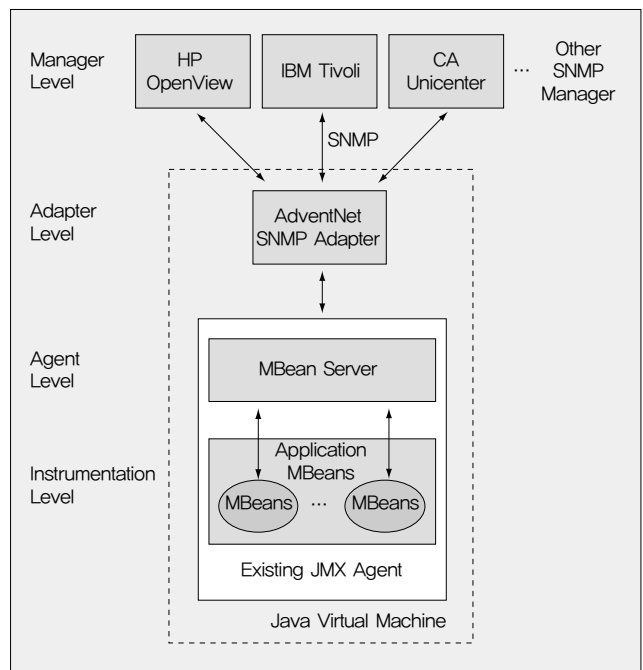 Manager
Level
HP
OpenView
IBM Tivoli
CA
Unicenter
...
Other
SNMP
Manager
SNMP
Adapter
Level
AdventNet
SNMP Adapter
Agent
Level
MBean Server
Instrumentation
Level
Application
MBeans
MBeans
...
MBeans
Existing JMX Agent
Java Virtual Machine